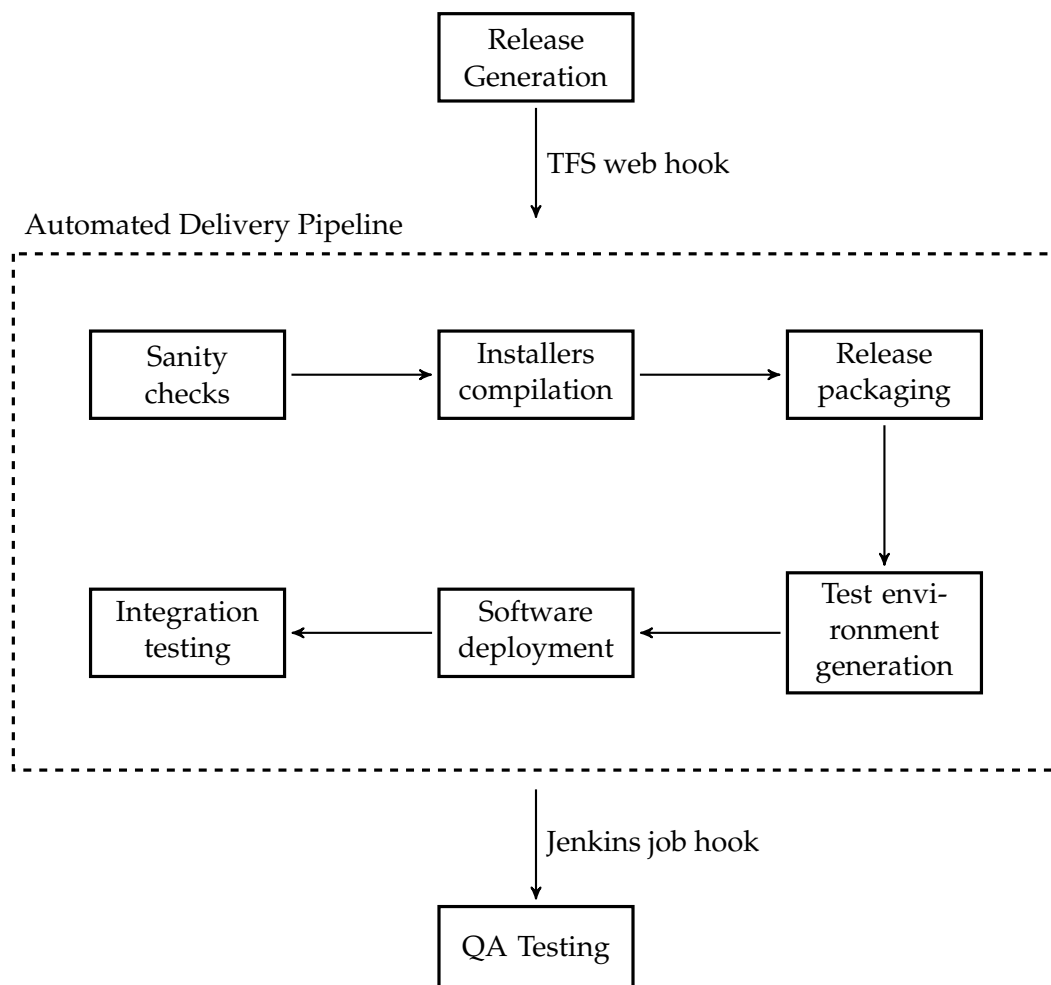 Release
Generation
TFS web hook
Automated Delivery Pipeline
Sanity
checks
Installers
compilation
Release
packaging
Integration
testing
Software
deployment
Test envi-
ronment
generation
Jenkins job hook
QA Testing